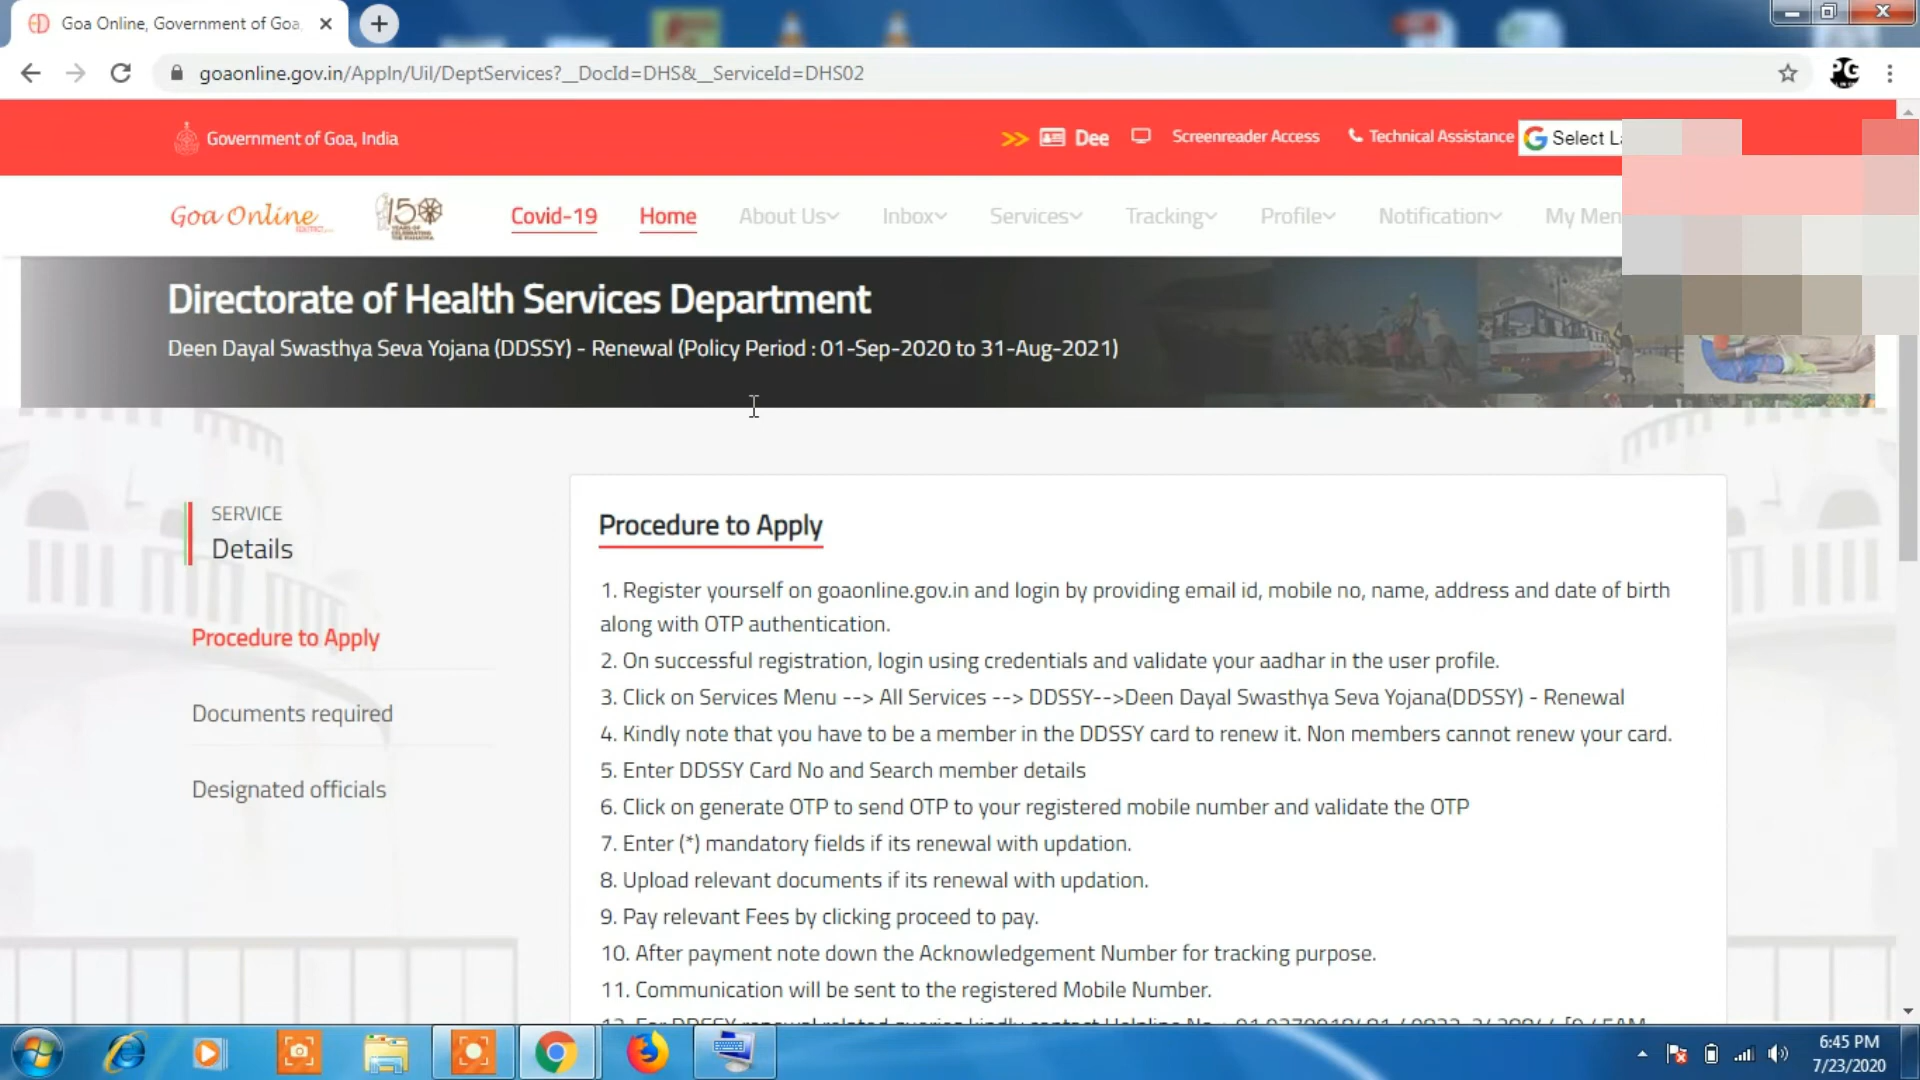 Goa Online, Government of Goa,
goaonline.gov.in/AppIn/Uil/DeptServices?__DocId=DHS&__ServiceId=DHS02
Government of Goa, India
Dee Screenreader Access Technical Assistance Select
Goa Online 150 Covid-19 Home About Us Inbox Services Tracking Profile Notification My
Directorate of Health Services Department
Deen Dayal Swasthya Seva Yojana (DDSSY) - Renewal (Policy Period : 01-Sep-2020 to 31-Aug-2021)
SERVICE
Details
Procedure to Apply
Documents required
Designated officials
Procedure to Apply
1. Register yourself on goaonline.gov.in and login by providing email id, mobile no, name, address and date of birth
along with OTP authentication.
2. On successful registration, login using credentials and validate your aadhar in the user profile.
3. Click on Services Menu --> All Services --> DDSSY-->Deen Dayal Swasthya Seva Yojana(DDSSY) - Renewal
4. Kindly note that you have to be a member in the DDSSY card to renew it. Non members cannot renew your card.
5. Enter DDSSY Card No and Search member details
6. Click on generate OTP to send OTP to your registered mobile number and validate the OTP
7. Enter (*) mandatory fields if its renewal with updation.
8. Upload relevant documents if its renewal with updation.
9. Pay relevant Fees by clicking proceed to pay.
10. After payment note down the Acknowledgement Number for tracking purpose.
11. Communication will be sent to the registered Mobile Number.
6:45 PM
7/23/2020